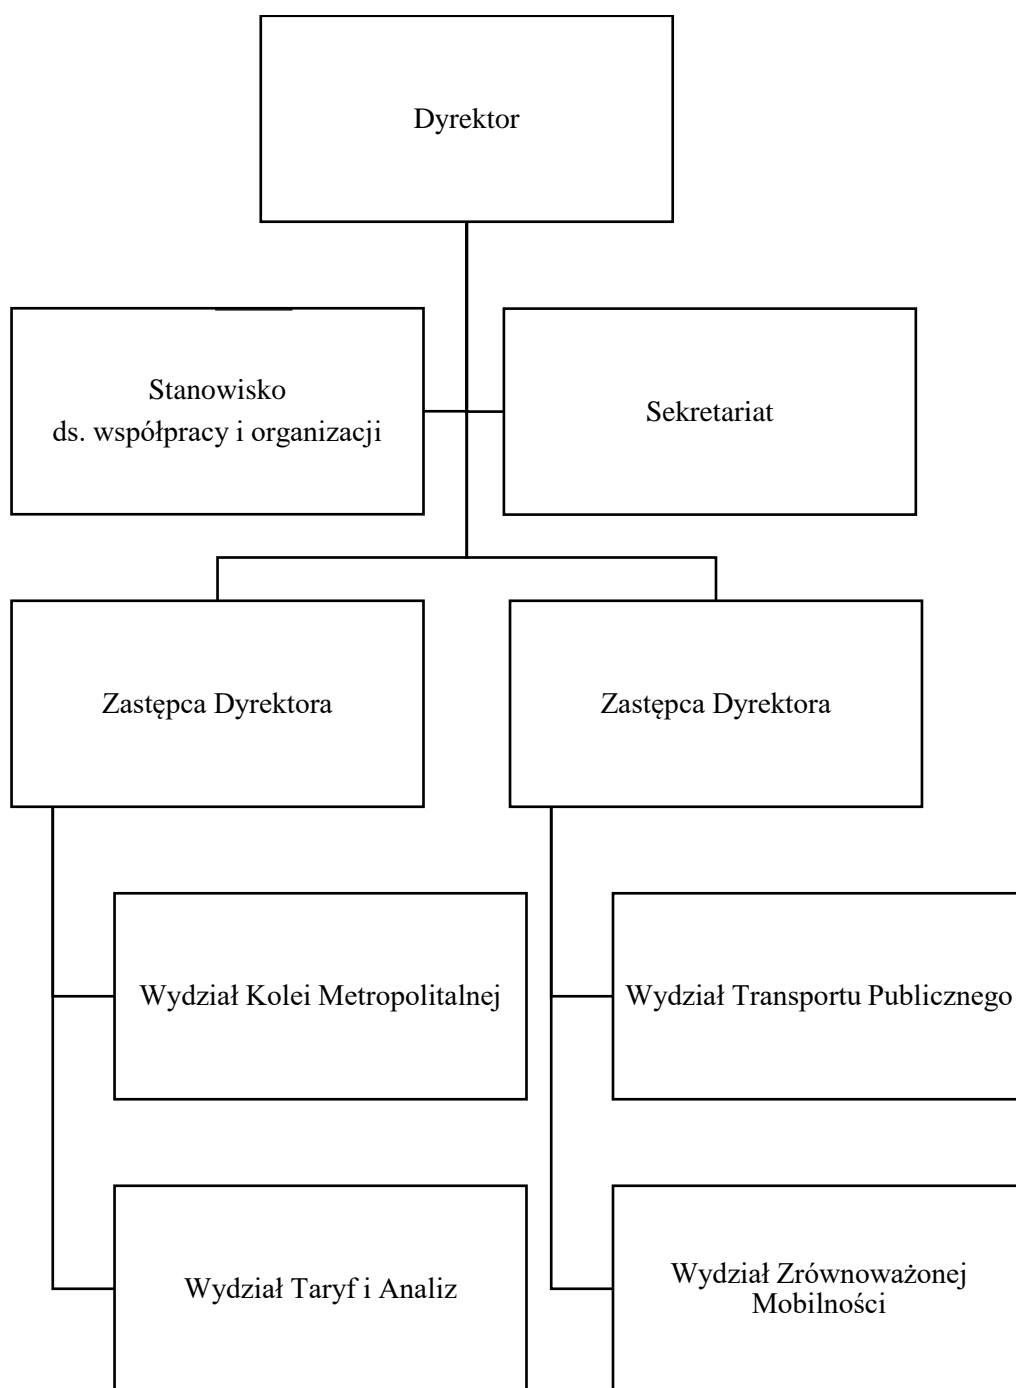 Dyrektor
Stanowisko
ds. współpracy i organizacji
Sekretariat
Zastępca Dyrektora
Zastępca Dyrektora
Wydział Kolei Metropolitalnej
Wydział Transportu Publicznego
Wydział Taryf i Analiz
Wydział Zrównoważonej
Mobilności